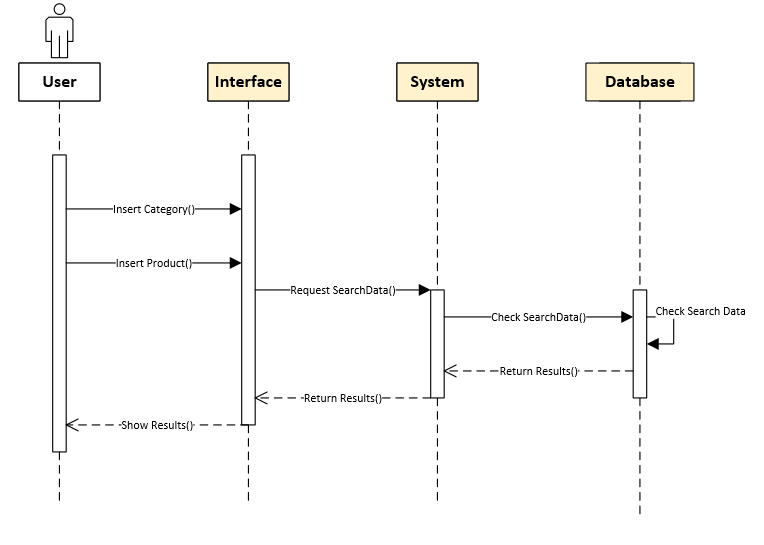 User
Interface
System
Database
Insert Category()
Insert Product()
Request SearchData()
Check SearchData()
Check Search Data
Return Results()
Return Results()
Show Results()